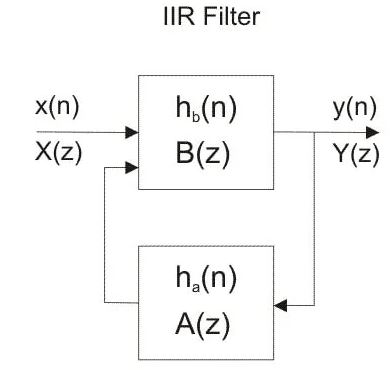 IIR Filter
x(n)
X(z)
h_b(n)
B(z)
y(n)
Y(z)
h_a(n)
A(z)